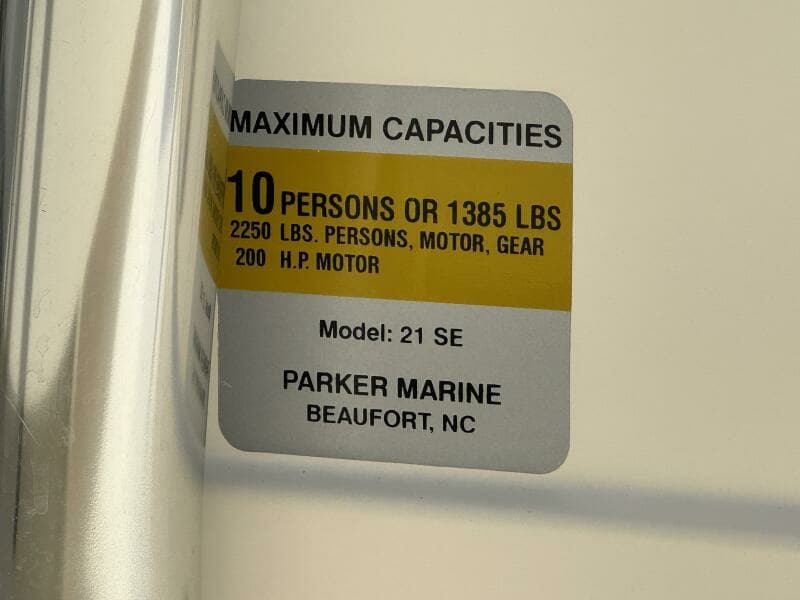 MAXIMUM CAPACITIES
10 PERSONS OR 1385 LBS
2250 LBS. PERSONS, MOTOR, GEAR
200 H.P. MOTOR
Model: 21 SE
PARKER MARINE
BEAUFORT, NC